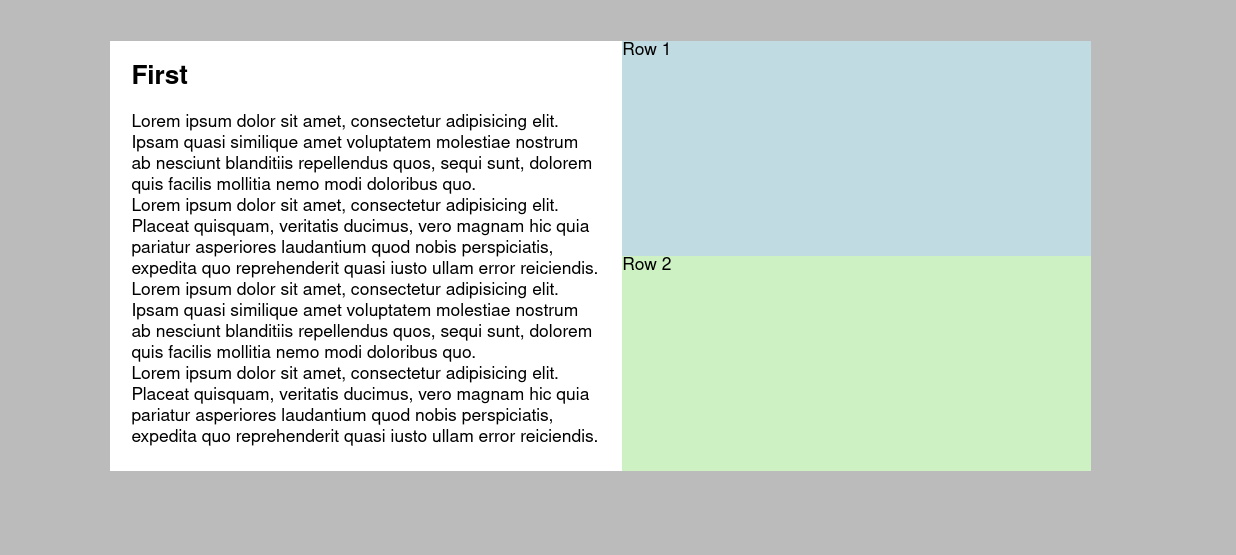 First
Lorem ipsum dolor sit amet, consectetur adipisicing elit.
Ipsam quasi similique amet voluptatem molestiae nostrum
ab nesciunt blanditiis repellendus quos, sequi sunt, dolorem
quis facilis mollitia nemo modi doloribus quo.
Lorem ipsum dolor sit amet, consectetur adipisicing elit.
Placeat quisquam, veritatis ducimus, vero magnam hic quia
pariatur asperiores laudantium quod nobis perspiciatis,
expedita quo reprehenderit quasi iusto ullam error reiciendis.
Lorem ipsum dolor sit amet, consectetur adipisicing elit.
Ipsam quasi similique amet voluptatem molestiae nostrum
ab nesciunt blanditiis repellendus quos, sequi sunt, dolorem
quis facilis mollitia nemo modi doloribus quo.
Lorem ipsum dolor sit amet, consectetur adipisicing elit.
Placeat quisquam, veritatis ducimus, vero magnam hic quia
pariatur asperiores laudantium quod nobis perspiciatis,
expedita quo reprehenderit quasi iusto ullam error reiciendis.
Row 1
Row 2